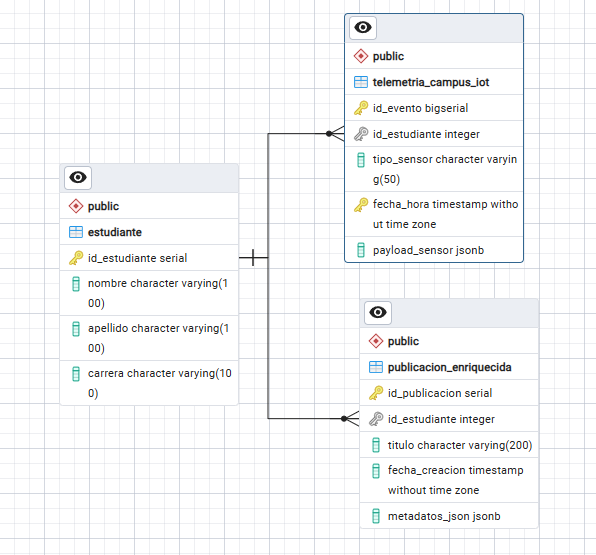 public
telemetria_campus_iot
id_evento bigserial
id_estudiante integer
tipo_sensor character varyin
g(50)
fecha_hora timestamp witho
ut time zone
payload_sensor jsonb
public
estudiante
id_estudiante serial
nombre character varying(1
00)
apellido character varying(1
00)
carrera character varying(10
0)
public
publicacion_enriquecida
id_publicacion serial
id_estudiante integer
titulo character varying(200)
fecha_creacion timestamp
without time zone
metadatos_json jsonb